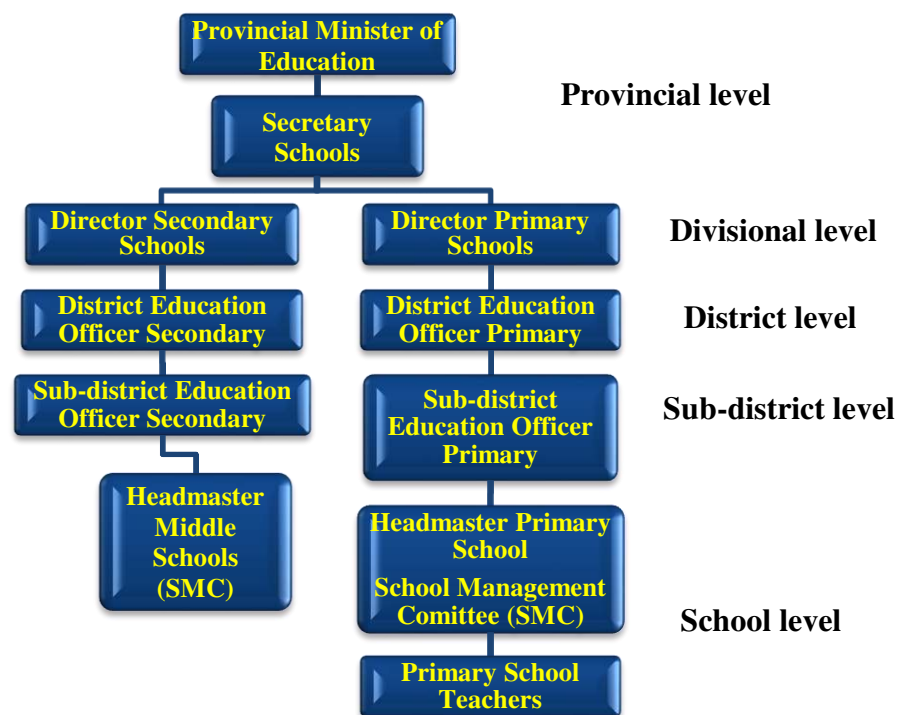 Provincial Minister of
Education
Provincial level
Secretary
Schools
Director Secondary
Schools
Director Primary
Schools
Divisional level
District Education
Officer Secondary
District Education
Officer Primary
District level
Sub-district Education
Officer Secondary
Sub-district
Education Officer
Primary
Sub-district level
Headmaster
Middle
Schools
(SMC)
Headmaster Primary
School
School Management
Comittee (SMC)
School level
Primary School
Teachers